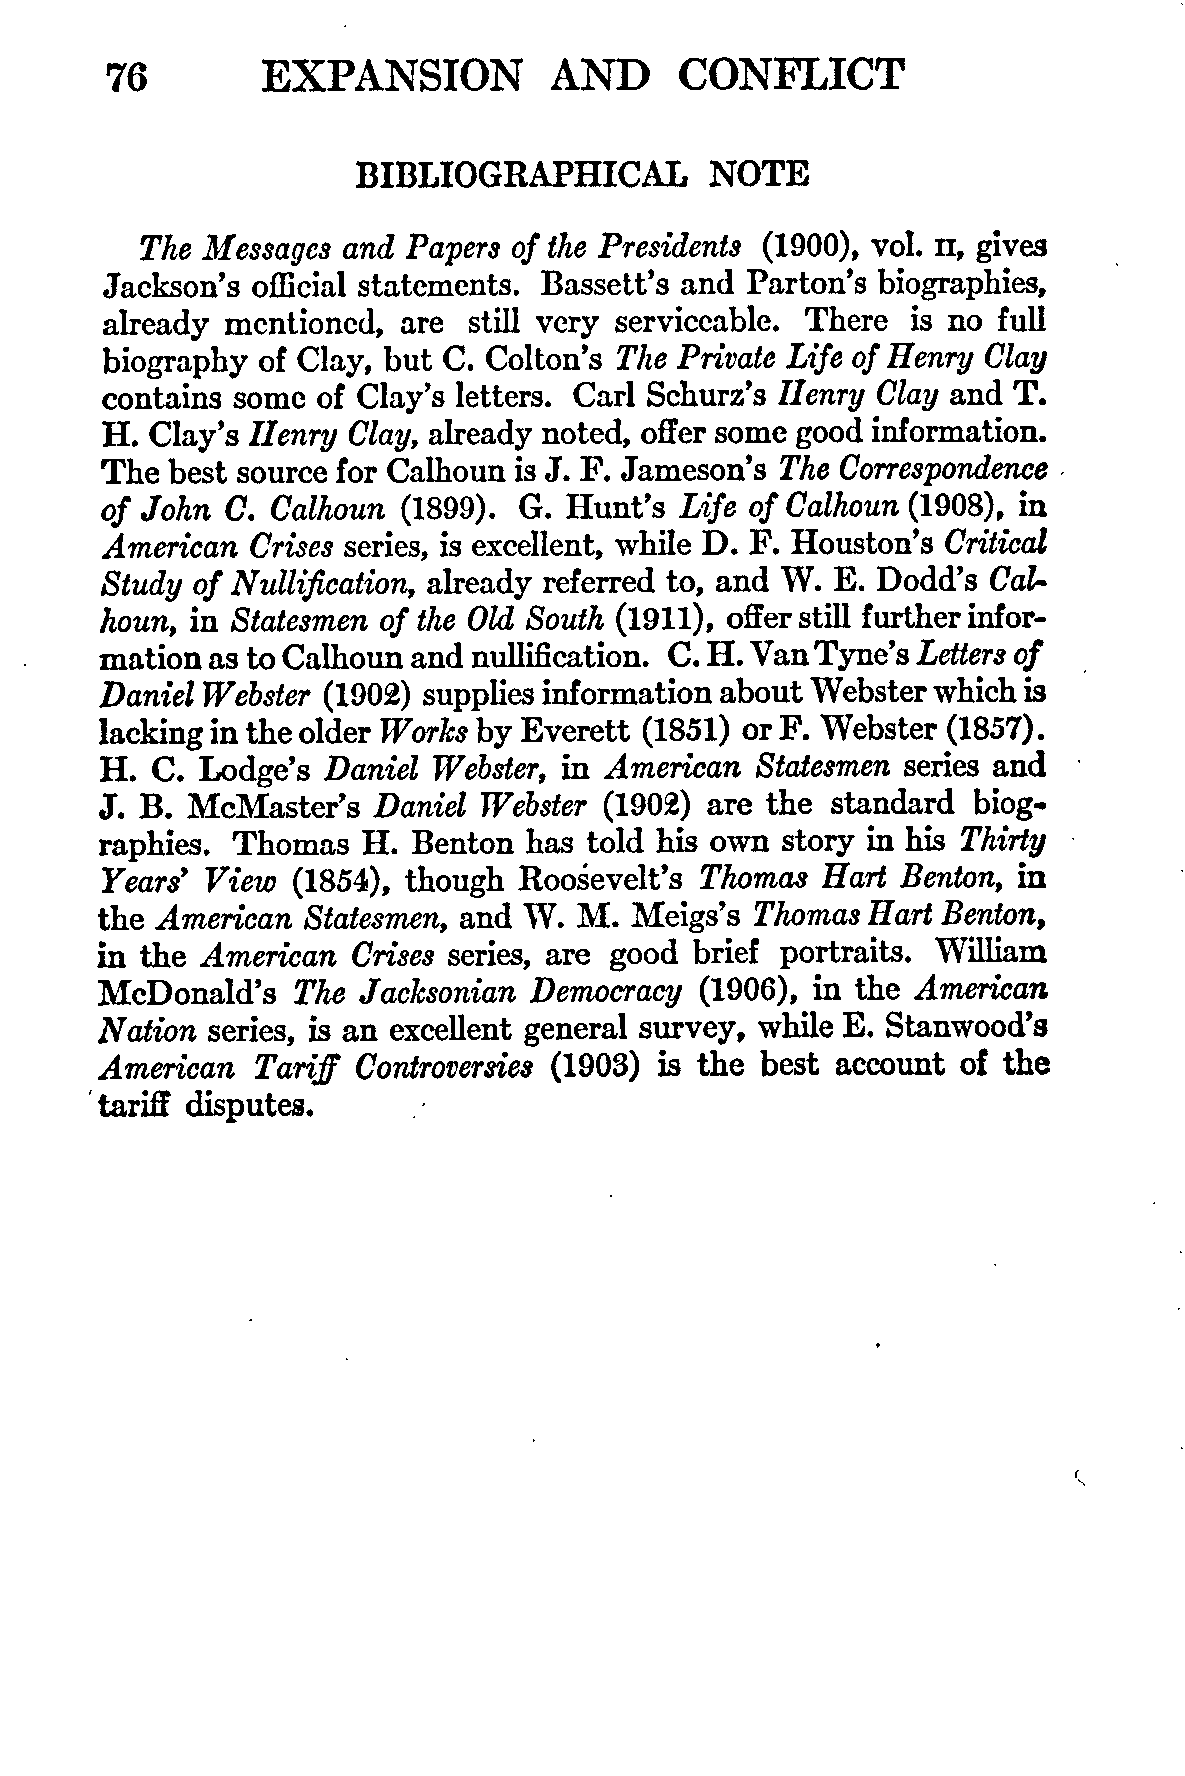 76 EXPANSION AND CONFLICT
BIBLIOGRAPHICAL NOTE
The Messages and Papers of the Presidents (1900), vol. II, gives
Jackson's official statements. Bassett's and Parton's biographies,
already mentioned, are still very serviceable. There is no full
biography of Clay, but C. Colton's The Private Life of Henry Clay
contains some of Clay's letters. Carl Schurz's Henry Clay and T.
H. Clay's Henry Clay, already noted, offer some good information.
The best source for Calhoun is J. F. Jameson's The Correspondence
of John C. Calhoun (1899). G. Hunt's Life of Calhoun (1908), in
American Crises series, is excellent, while D. F. Houston's Critical
Study of Nullification, already referred to, and W. E. Dodd's Cal-
houn, in Statesmen of the Old South (1911), offer still further infor-
mation as to Calhoun and nullification. C. H. Van Tyne's Letters of
Daniel Webster (1902) supplies information about Webster which is
lacking in the older Works by Everett (1851) or F. Webster (1857).
H. C. Lodge's Daniel Webster, in American Statesmen series and
J. B. McMaster's Daniel Webster (1902) are the standard biog-
raphies. Thomas H. Benton has told his own story in his Thirty
Years' View (1854), though Roosevelt's Thomas Hart Benton, in
the American Statesmen, and W. M. Meigs's Thomas Hart Benton,
in the American Crises series, are good brief portraits. William
McDonald's The Jacksonian Democracy (1906), in the American
Nation series, is an excellent general survey, while E. Stanwood's
American Tariff Controversies (1903) is the best account of the
tariff disputes.